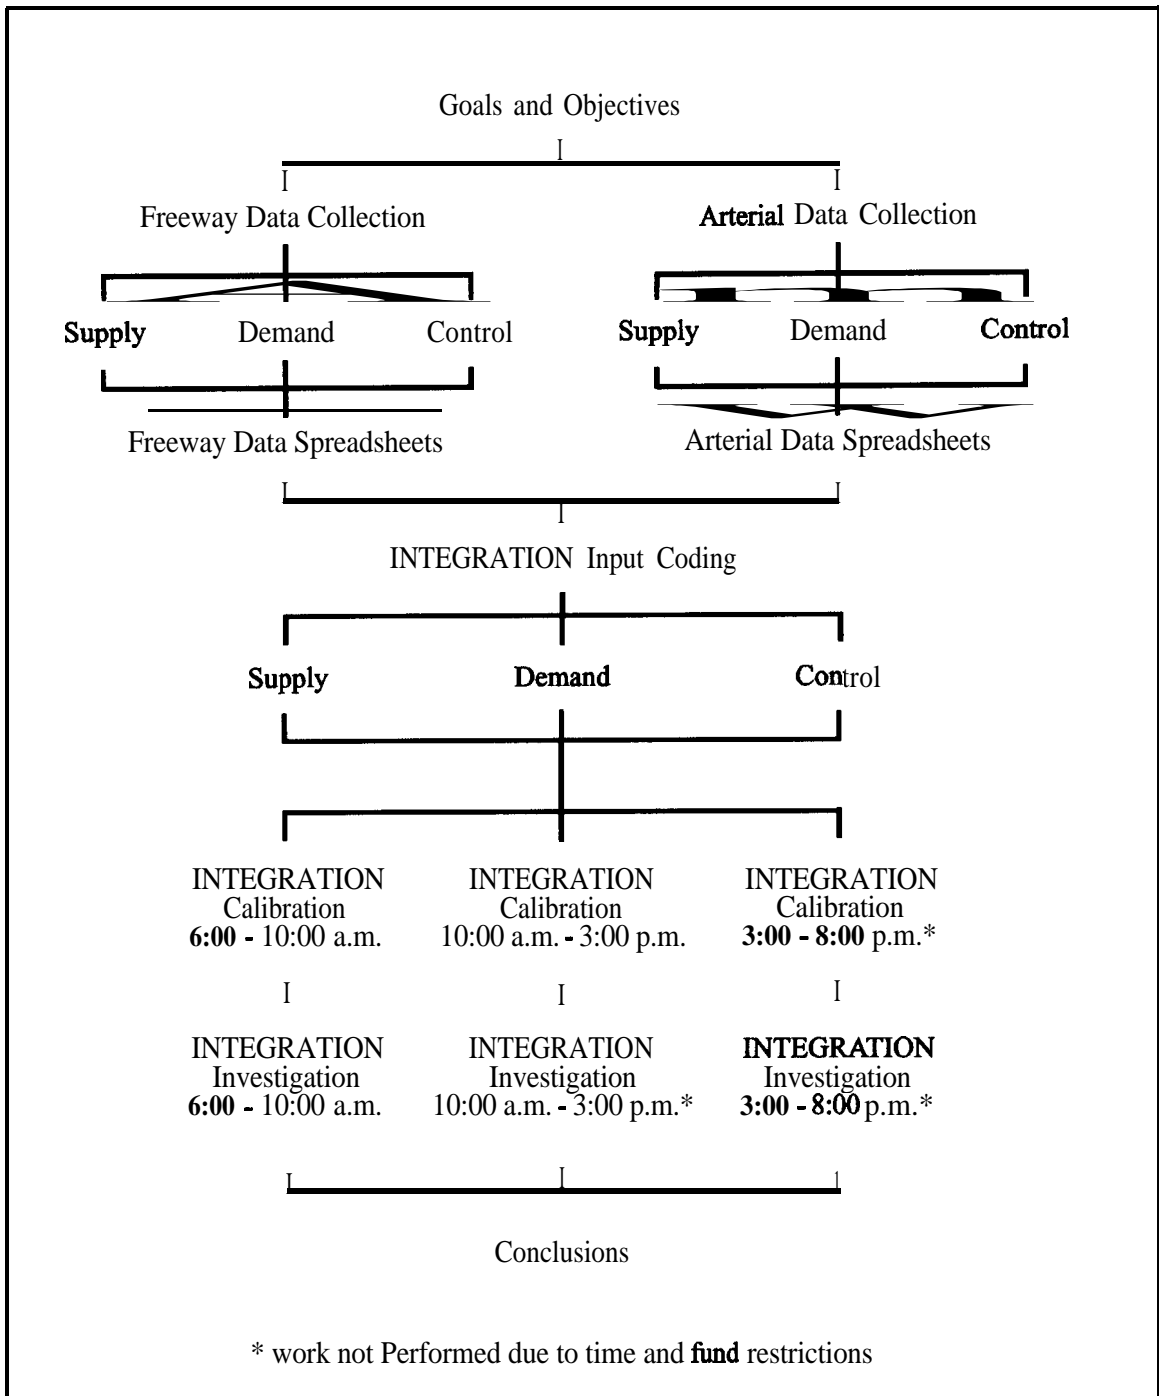 Goals and Objectives
Freeway Data Collection
Arterial Data Collection
Supply Demand Control
Supply Demand Control
Freeway Data Spreadsheets
Arterial Data Spreadsheets
INTEGRATION Input Coding
Supply Demand Control
INTEGRATION
Calibration
6:00 - 10:00 a.m.
INTEGRATION
Calibration
10:00 a.m. - 3:00 p.m.
INTEGRATION
Calibration
3:00 - 8:00 p.m.*
INTEGRATION
Investigation
6:00 - 10:00 a.m.
INTEGRATION
Investigation
10:00 a.m. - 3:00 p.m.*
INTEGRATION
Investigation
3:00 - 8:00 p.m.*
Conclusions
* work not Performed due to time and fund restrictions